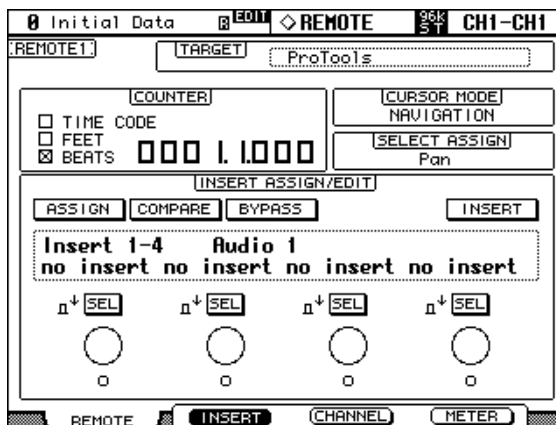 0 Initial Data R EDIT ◇REMOTE 96k ST CH1-CH1
REMOTE1
TARGET ProTools
COUNTER
TIME CODE
FEET
BEATS
0001.1.000
CURSOR MODE
NAVIGATION
SELECT ASSIGN
Pan
INSERT ASSIGN/EDIT
ASSIGN COMPARE BYPASS INSERT
Insert 1-4 Audio 1
no insert no insert no insert no insert
SEL SEL SEL SEL
REMOTE INSERT CHANNEL METER